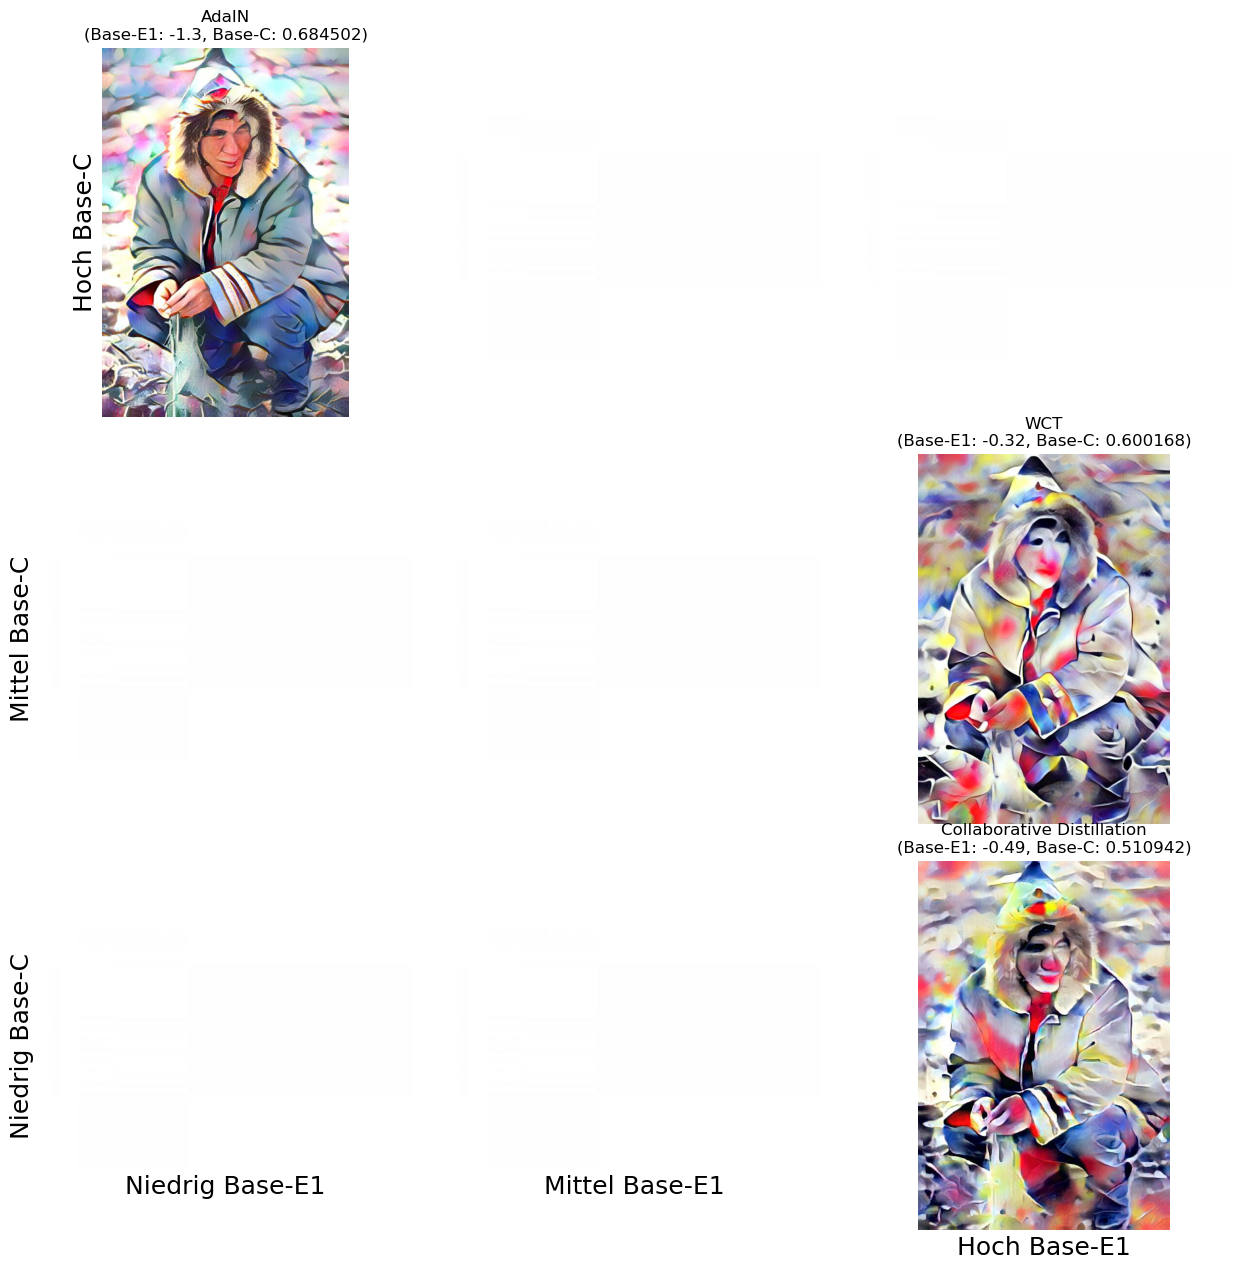 AdaIN
(Base-E1: -1.3, Base-C: 0.684502)
Hoch Base-C
WCT
(Base-E1: -0.32, Base-C: 0.600168)
Mittel Base-C
Collaborative Distillation
(Base-E1: -0.49, Base-C: 0.510942)
Niedrig Base-C
Niedrig Base-E1
Mittel Base-E1
Hoch Base-E1